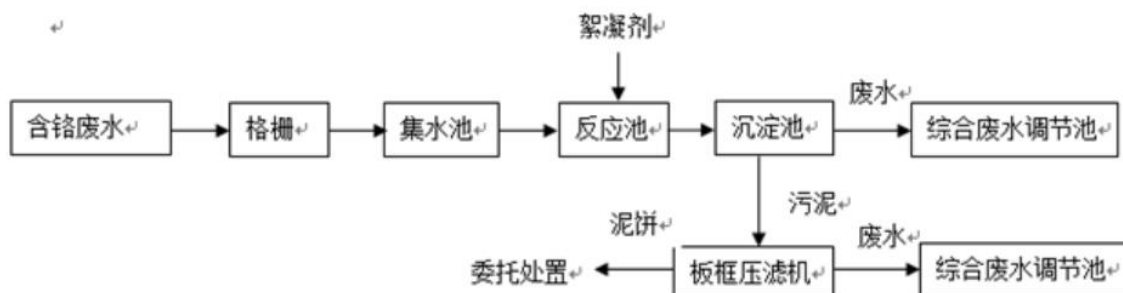 絮凝剂
含铬废水
格栅
集水池
反应池
沉淀池
废水
综合废水调节池
污泥
泥饼
废水
委托处置
板框压滤机
综合废水调节池